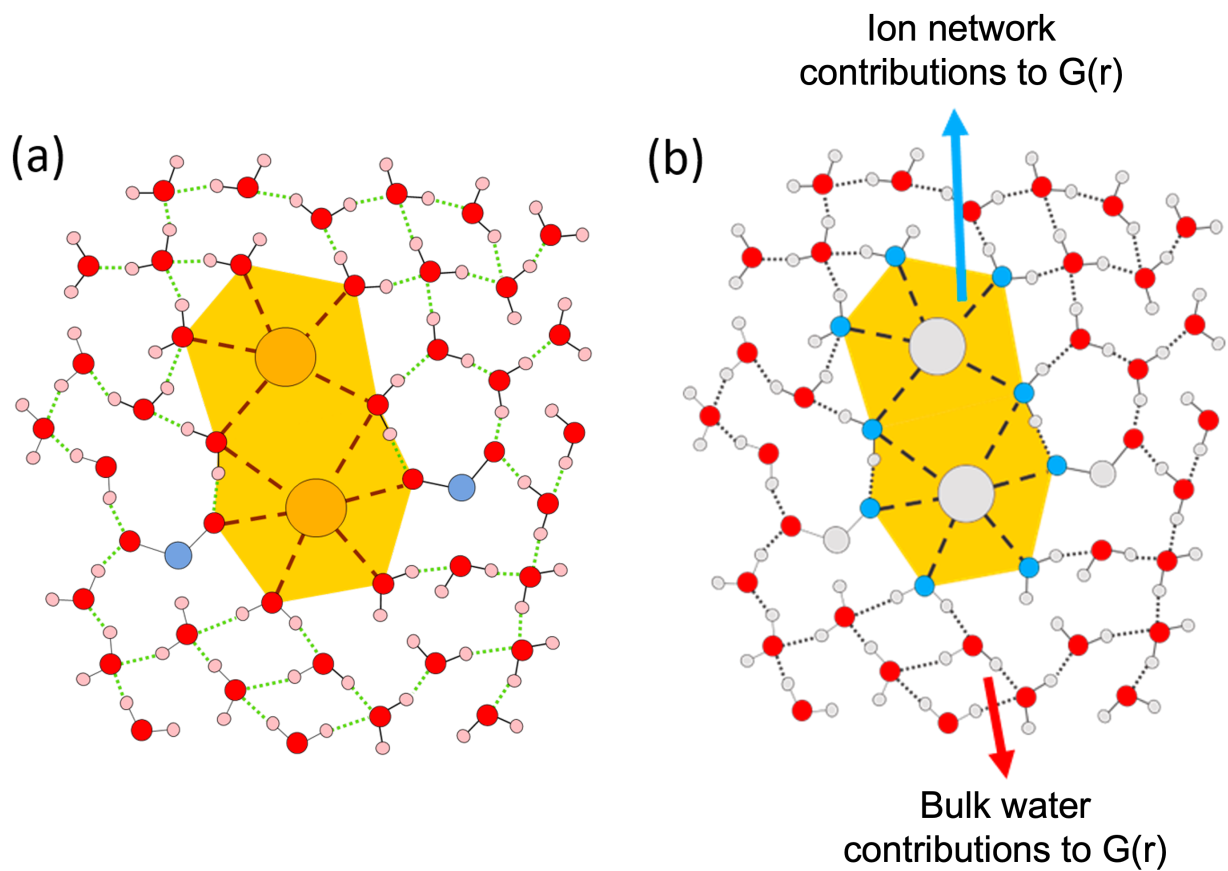 Ion network
contributions to G(r)
(a)
(b)
Bulk water
contributions to G(r)